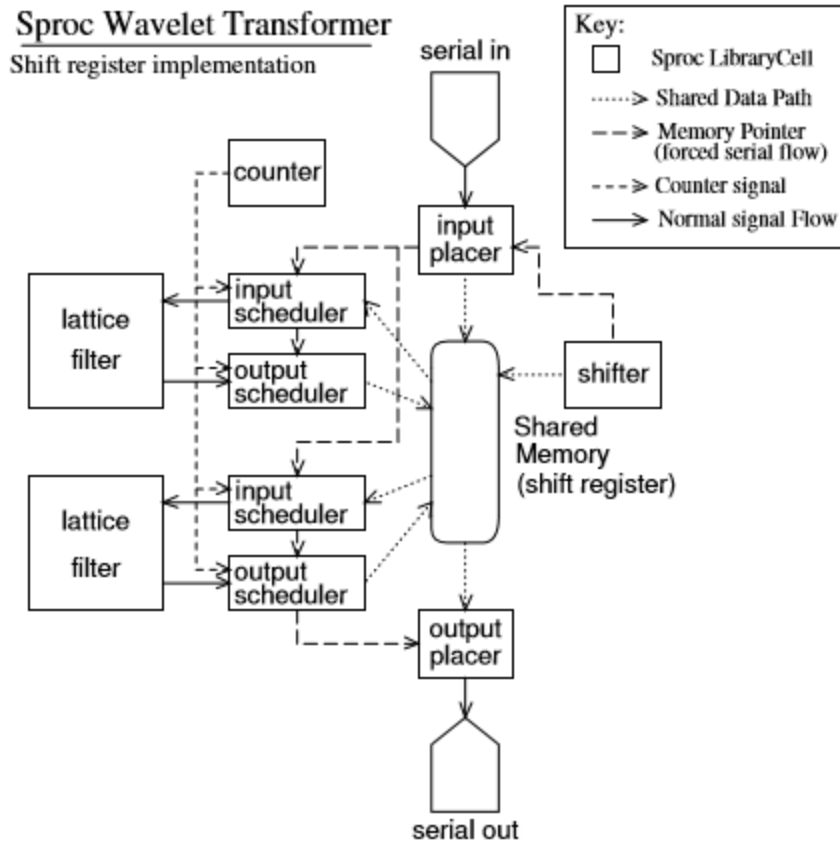 Sproc Wavelet Transformer
Shift register implementation
Key:
Sproc LibraryCell
Shared Data Path
Memory Pointer
(forced serial flow)
Counter signal
Normal signal Flow
serial in
counter
input
placer
input
scheduler
lattice
filter
output
scheduler
shifter
Shared
Memory
(shift register)
input
scheduler
lattice
filter
output
scheduler
output
placer
serial out